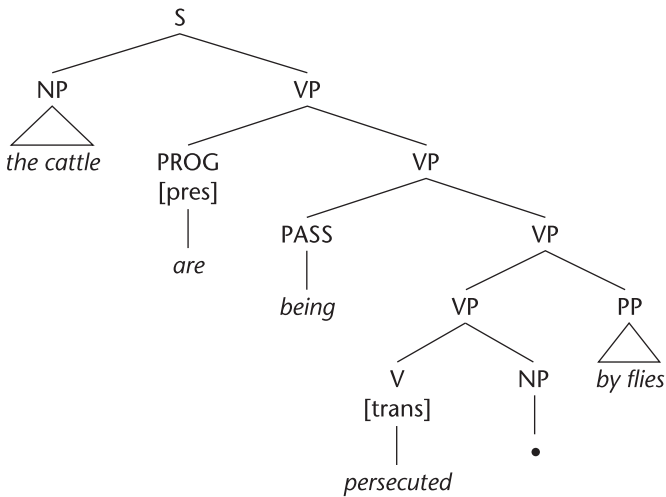 S
NP VP
the cattle PROG VP
[pres]
PASS VP
are
being VP PP
V NP by flies
[trans]
persecuted